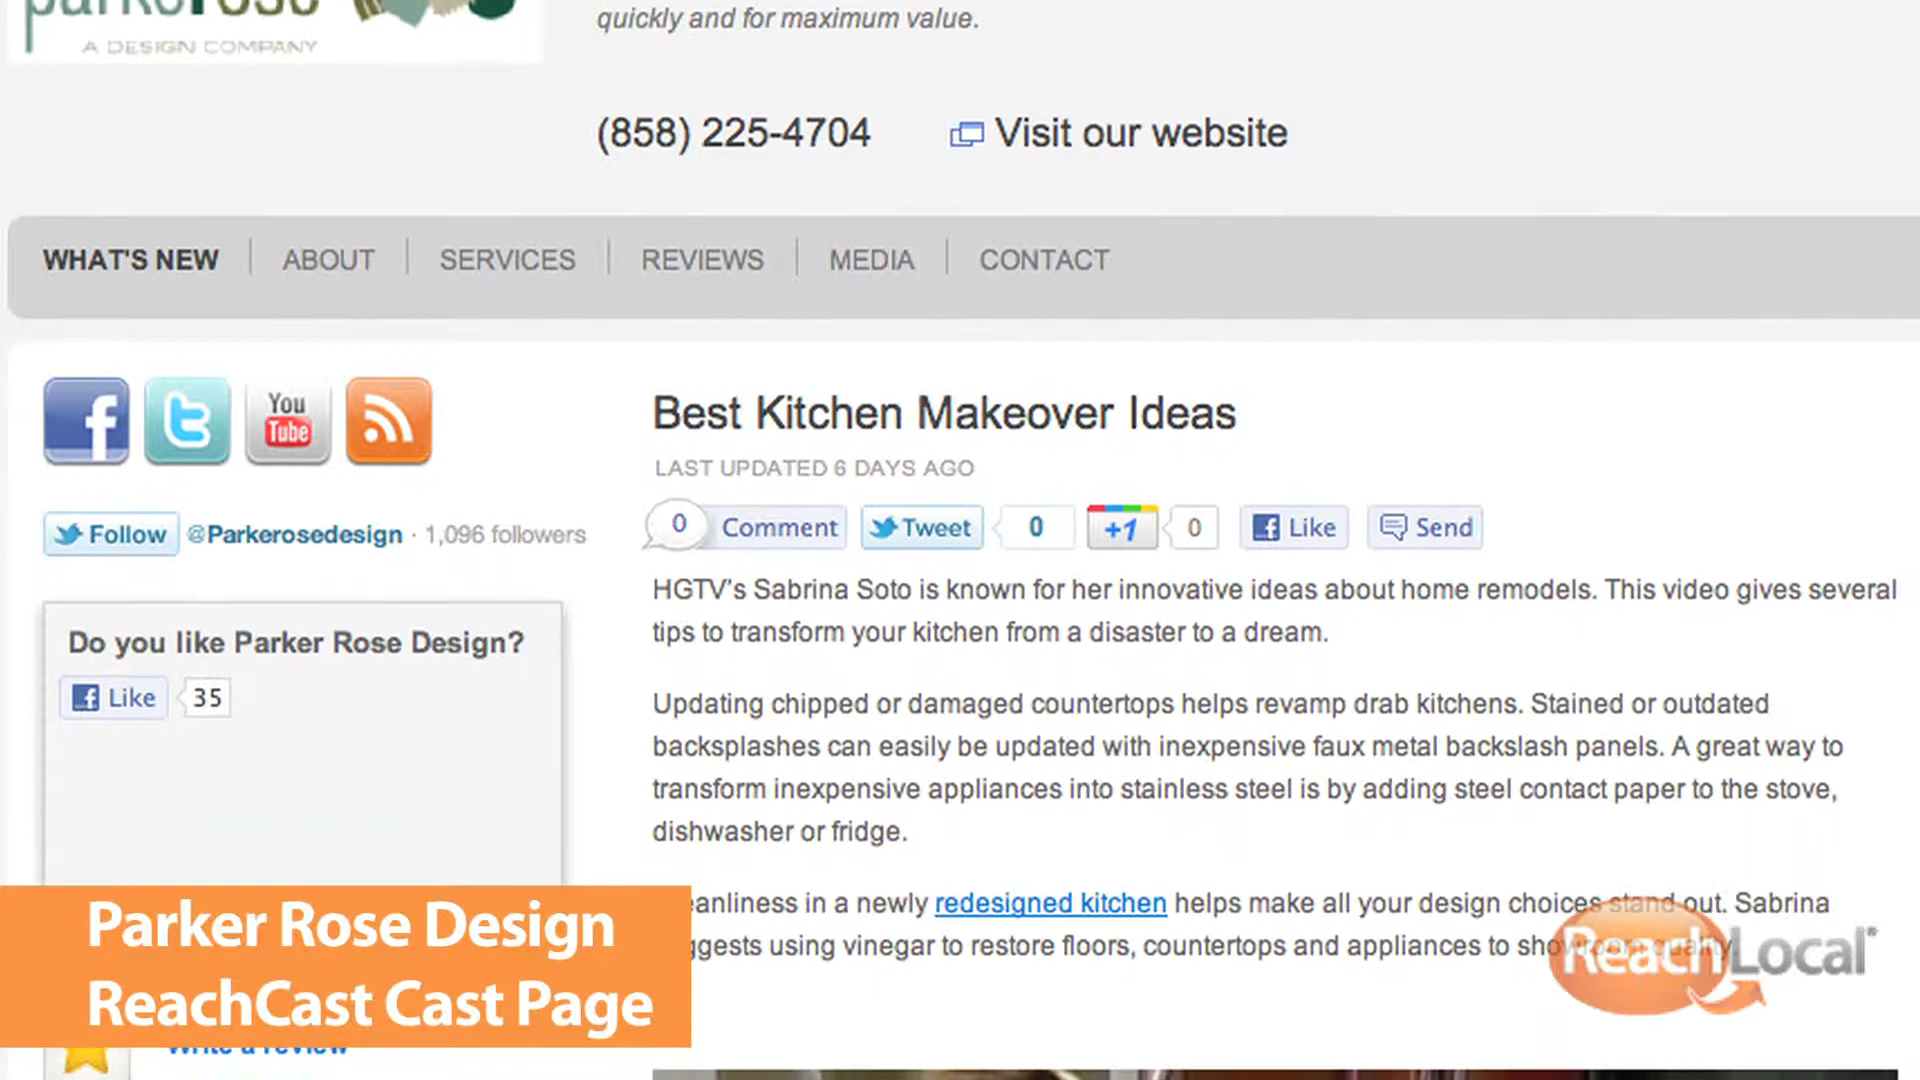 parkerose
A DESIGN COMPANY
quickly and for maximum value.
(858) 225-4704
Visit our website
WHAT'S NEW
ABOUT
SERVICES
REVIEWS
MEDIA
CONTACT
You
Tube
Follow @Parkerosedesign · 1,096 followers
Do you like Parker Rose Design?
Like 35
Best Kitchen Makeover Ideas
LAST UPDATED 6 DAYS AGO
0 Comment Tweet 0 +1 0 Like Send
HGTV's Sabrina Soto is known for her innovative ideas about home remodels. This video gives several
tips to transform your kitchen from a disaster to a dream.
Updating chipped or damaged countertops helps revamp drab kitchens. Stained or outdated
backsplashes can easily be updated with inexpensive faux metal backslash panels. A great way to
transform inexpensive appliances into stainless steel is by adding steel contact paper to the stove,
dishwasher or fridge.
eanliness in a newly redesigned kitchen helps make all your design choices stand out. Sabrina
ggests using vinegar to restore floors, countertops and appliances to showroom quality.
Parker Rose Design
ReachCast Cast Page
Write a review
ReachLocal®